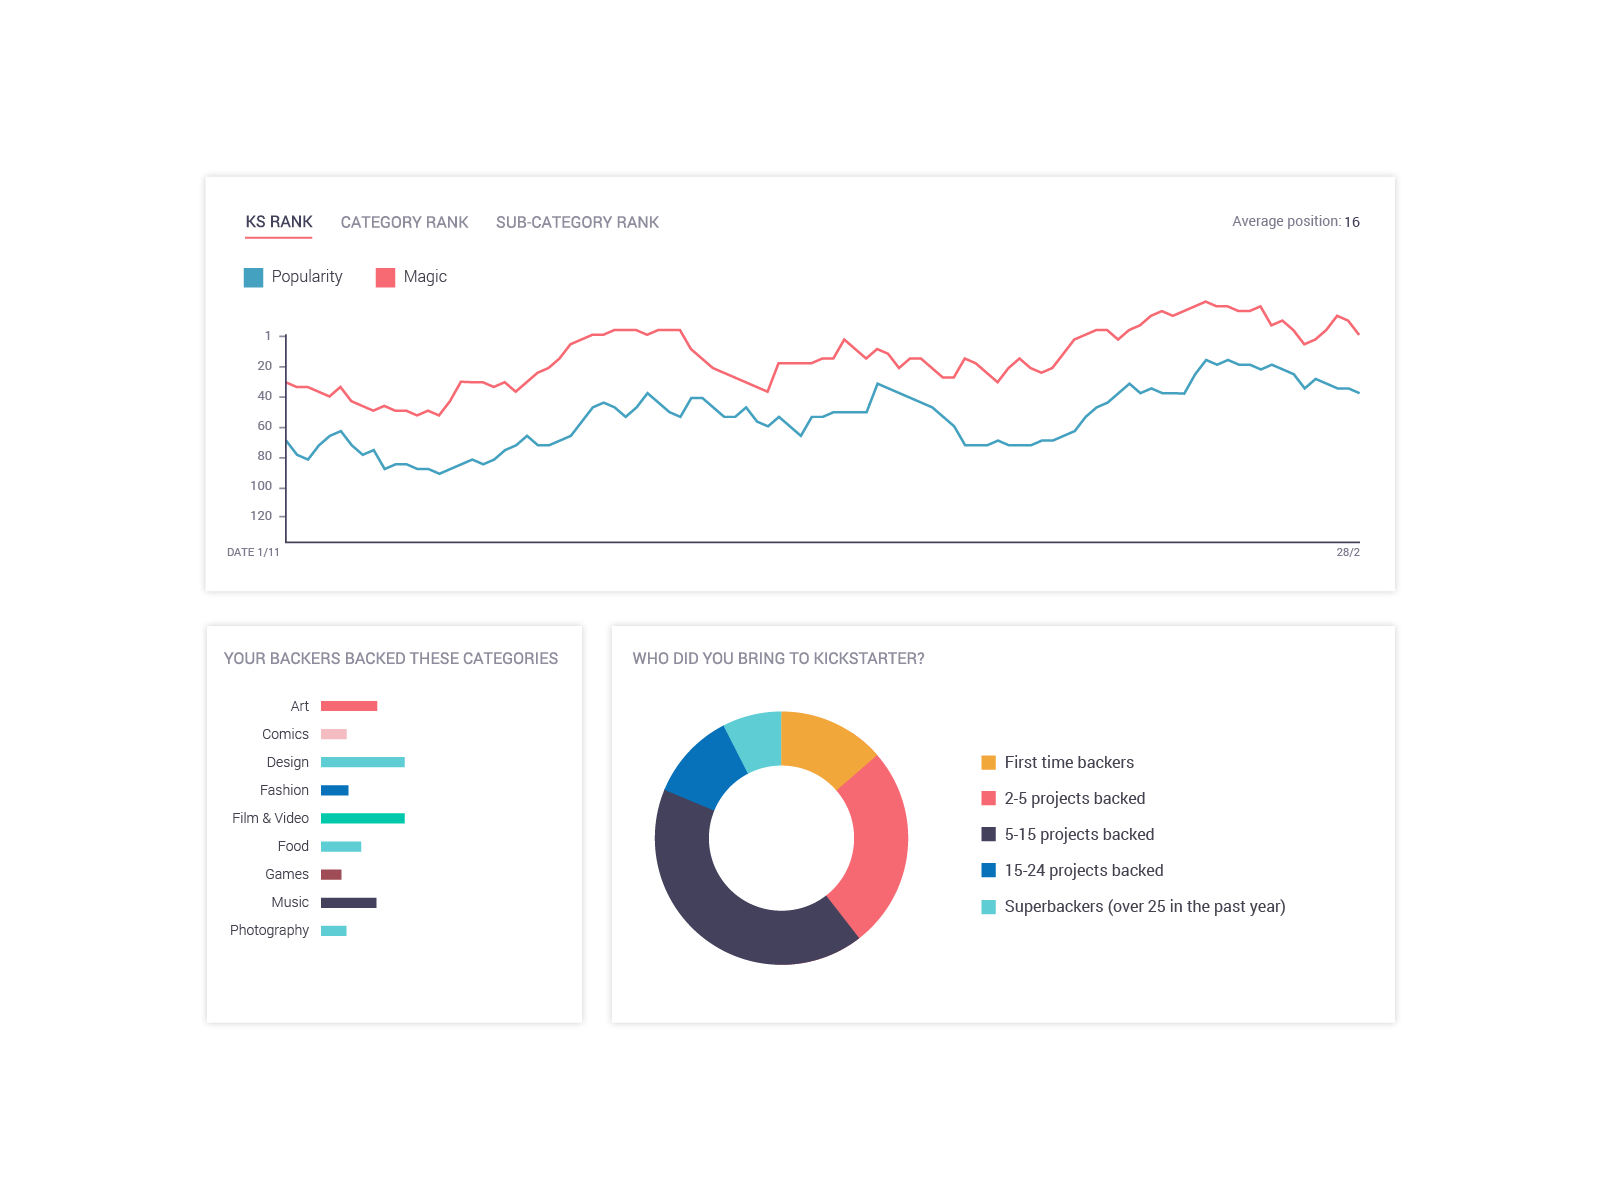 KS RANK CATEGORY RANK SUB-CATEGORY RANK Average position: 16
Popularity Magic
1
20
40
60
80
100
120
DATE 1/11 28/2
YOUR BACKERS BACKED THESE CATEGORIES
Art
Comics
Design
Fashion
Film & Video
Food
Games
Music
Photography
WHO DID YOU BRING TO KICKSTARTER?
First time backers
2-5 projects backed
5-15 projects backed
15-24 projects backed
Superbackers (over 25 in the past year)